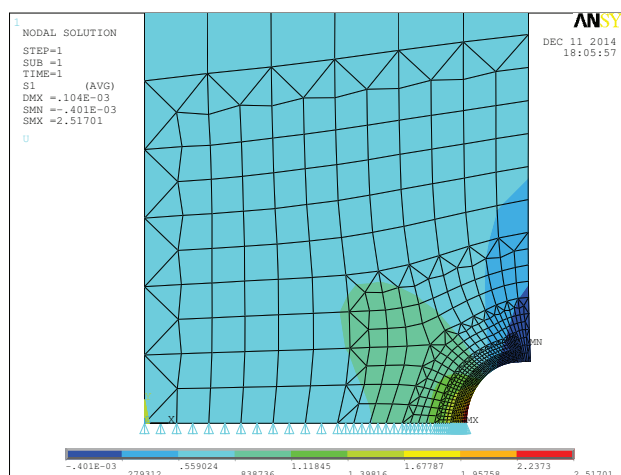 1
NODAL SOLUTION
STEP=1
SUB =1
TIME=1
S1 (AVG)
DMX =.104E-03
SMN =-.401E-03
SMX =2.51701
U
ANSYS
DEC 11 2014
18:05:57
MN
X
MX
-.401E-03 .559024 1.11845 1.67787 2.2373
.279312 .838736 1.39816 1.95758 2.51701